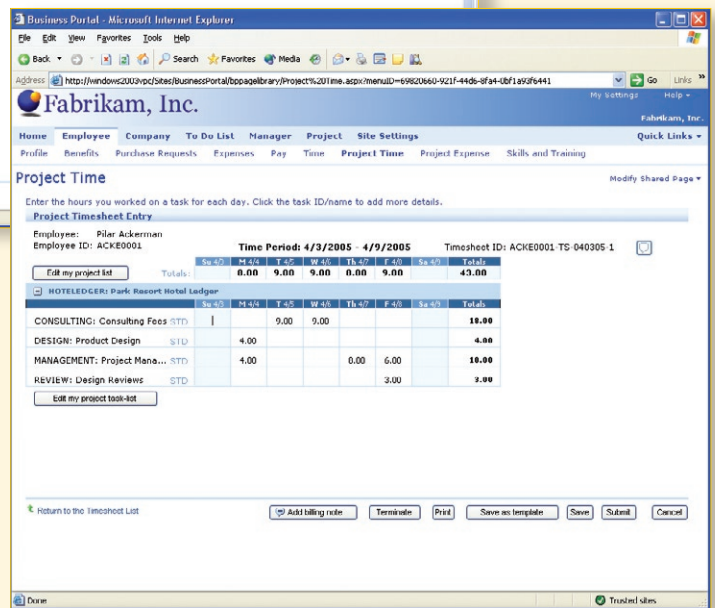 Business Portal - Microsoft Internet Explorer
File Edit View Favorites Tools Help
Back Search Favorites Media
Address http://windows2003vpc/Sites/BusinessPortal/bppagelibrary/Project%20Time.aspx?menuID=69820660-921f-44d6-8fa4-0bf1a93f6441 Go Links »
Fabrikam, Inc. My Settings Help
Fabrikam, Inc.
Home Employee Company To Do List Manager Project Site Settings Quick Links
Profile Benefits Purchase Requests Expenses Pay Time Project Time Project Expense Skills and Training
Project Time Modify Shared Page
Enter the hours you worked on a task for each day. Click the task ID/name to add more details.
Project Timesheet Entry
Employee: Pilar Ackerman
Employee ID: ACKE0001 Time Period: 4/3/2005 - 4/9/2005 Timesheet ID: ACKE0001-TS-040305-1
Su 4/3 M 4/4 T 4/5 W 4/6 Th 4/7 F 4/8 Sa 4/9 Totals
Edit my project list Totals: 8.00 9.00 9.00 8.00 9.00 43.00
HOTELEDGER: Park Resort Hotel Ledger
Su 4/3 M 4/4 T 4/5 W 4/6 Th 4/7 F 4/8 Sa 4/9 Totals
CONSULTING: Consulting Fees STD 9.00 9.00 18.00
DESIGN: Product Design STD 4.00 4.00
MANAGEMENT: Project Mana... STD 4.00 8.00 6.00 18.00
REVIEW: Design Reviews STD 3.00 3.00
Edit my project task-list
Return to the Timesheet List Add billing note Terminate Print Save as template Save Submit Cancel
Done Trusted sites